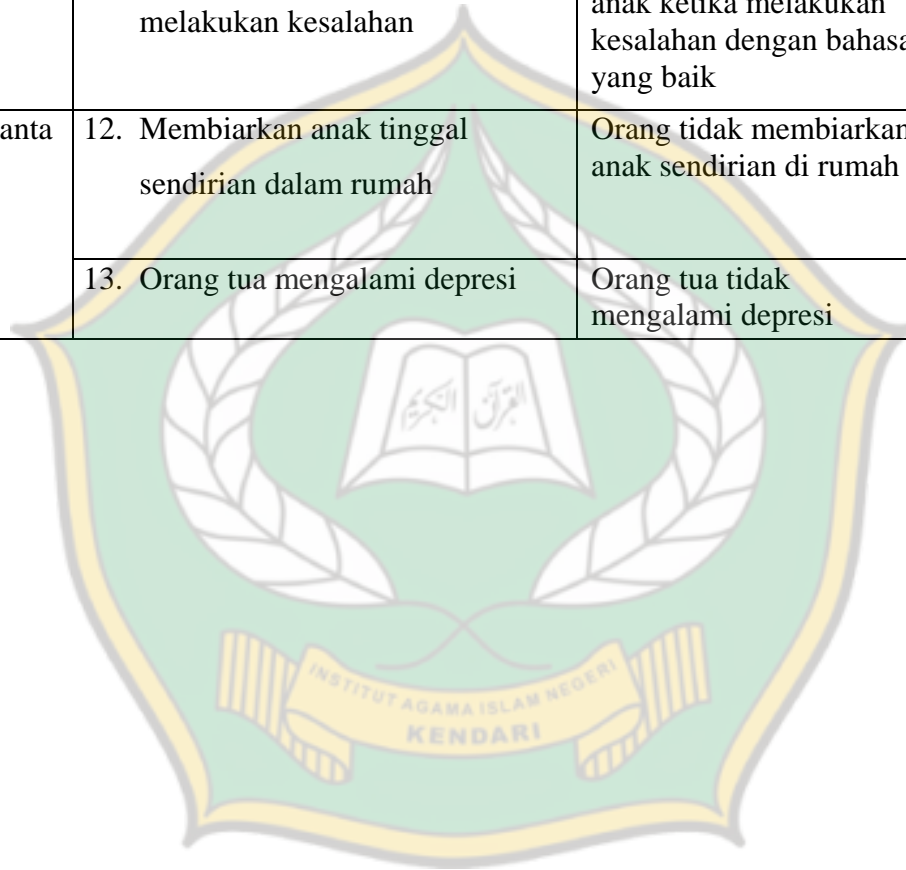 melakukan kesalahan
anak ketika melakukan
kesalahan dengan bahasa
yang baik
anta
12. Membiarkan anak tinggal
sendirian dalam rumah
Orang tidak membiarkan
anak sendirian di rumah
13. Orang tua mengalami depresi
Orang tua tidak
mengalami depresi
القرآن الكريم
INSTITUT AGAMA ISLAM NEGERI
KENDARI